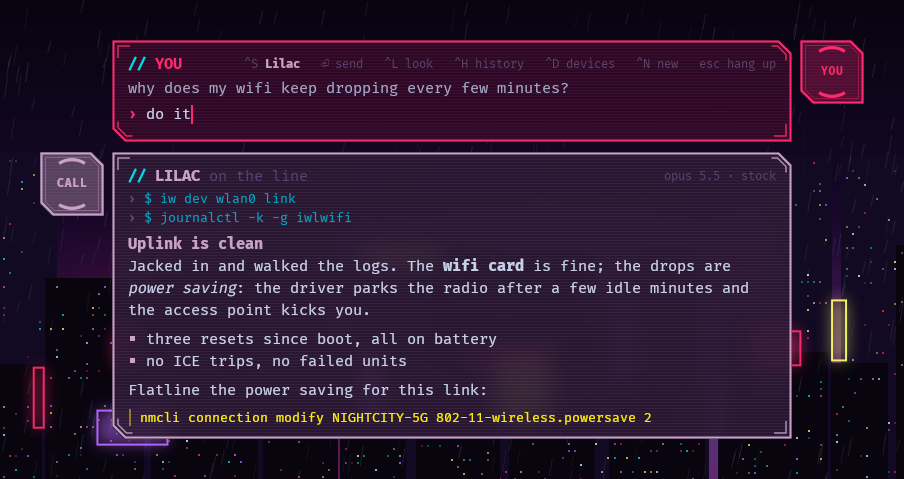 // YOU ^S Lilac ⏎ send ^L look ^H history ^D devices ^N new esc hang up
YOU
why does my wifi keep dropping every few minutes?
› do it
CALL
// LILAC on the line opus 5.5 · stock
› $ iw dev wlan0 link
› $ journalctl -k -g iwlwifi
Uplink is clean
Jacked in and walked the logs. The wifi card is fine; the drops are
power saving: the driver parks the radio after a few idle minutes and
the access point kicks you.
▪ three resets since boot, all on battery
▪ no ICE trips, no failed units
Flatline the power saving for this link:
nmcli connection modify NIGHTCITY-5G 802-11-wireless.powersave 2